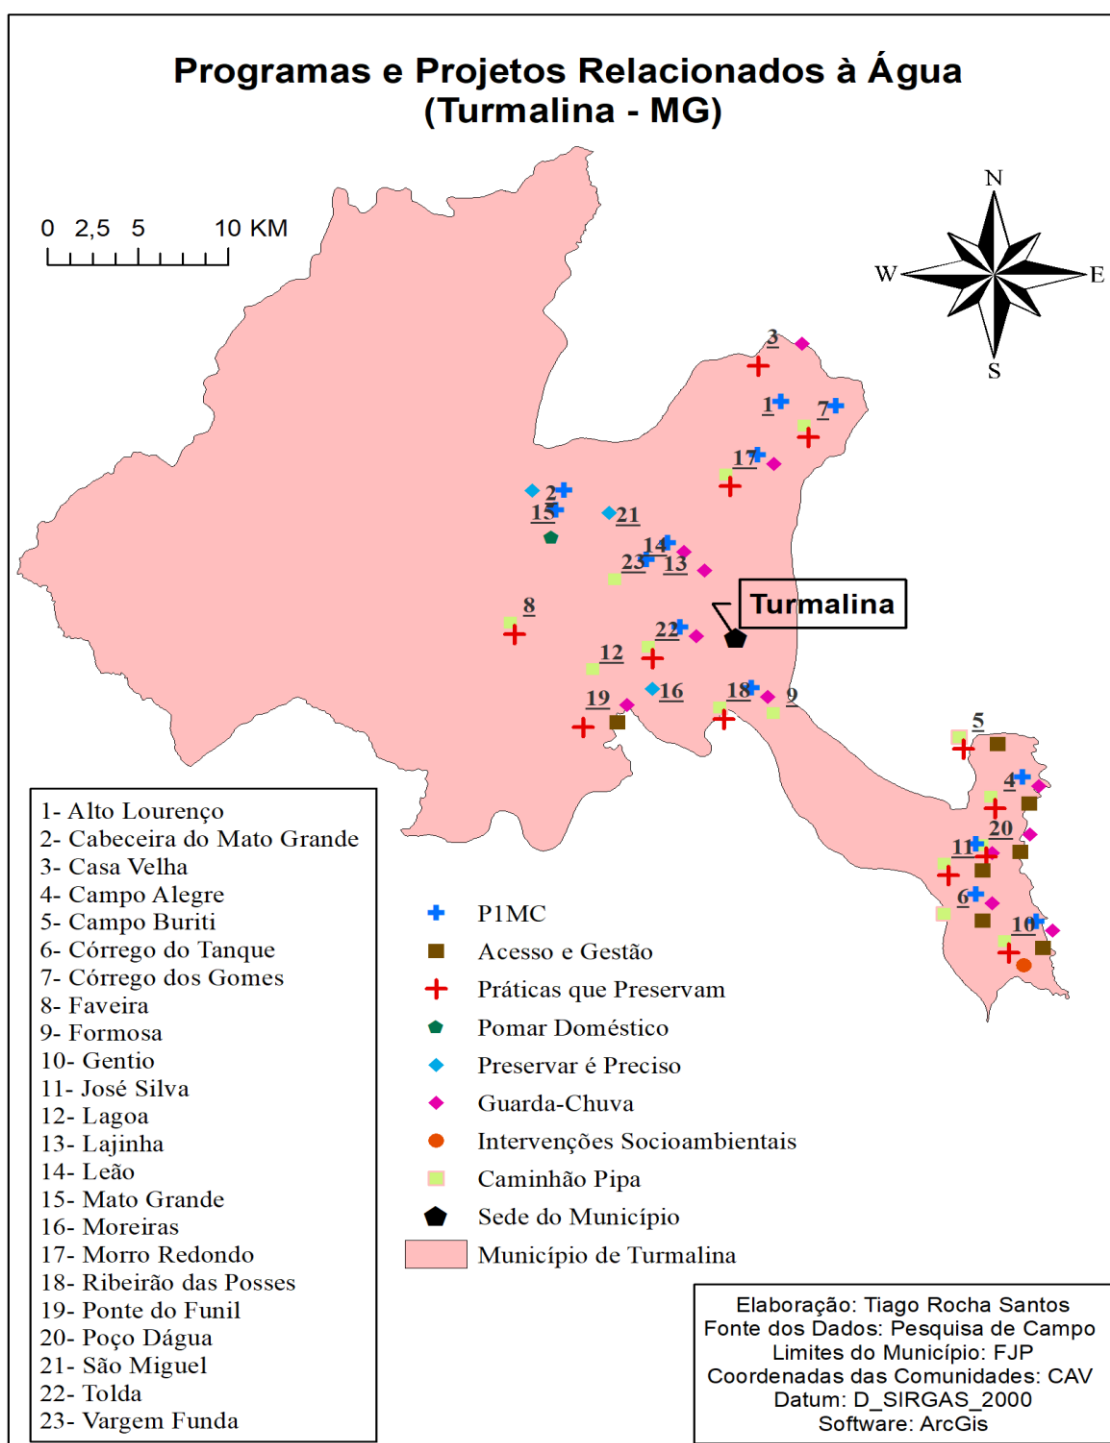 Programas e Projetos Relacionados à Água
(Turmalina - MG)
0 2,5 5 10 KM
N
W E
S
3
1 7
17
2
15 21
14
23 13
8
Turmalina
22
12
16
19 18 9
5
4
20
11
6
10
1- Alto Lourenço
2- Cabeceira do Mato Grande
3- Casa Velha
4- Campo Alegre
5- Campo Buriti
6- Córrego do Tanque
7- Córrego dos Gomes
8- Faveira
9- Formosa
10- Gentio
11- José Silva
12- Lagoa
13- Lajinha
14- Leão
15- Mato Grande
16- Moreiras
17- Morro Redondo
18- Ribeirão das Posses
19- Ponte do Funil
20- Poço Dágua
21- São Miguel
22- Tolda
23- Vargem Funda
P1MC
Acesso e Gestão
Práticas que Preservam
Pomar Doméstico
Preservar é Preciso
Guarda-Chuva
Intervenções Socioambientais
Caminhão Pipa
Sede do Município
Município de Turmalina
Elaboração: Tiago Rocha Santos
Fonte dos Dados: Pesquisa de Campo
Limites do Município: FJP
Coordenadas das Comunidades: CAV
Datum: D_SIRGAS_2000
Software: ArcGis